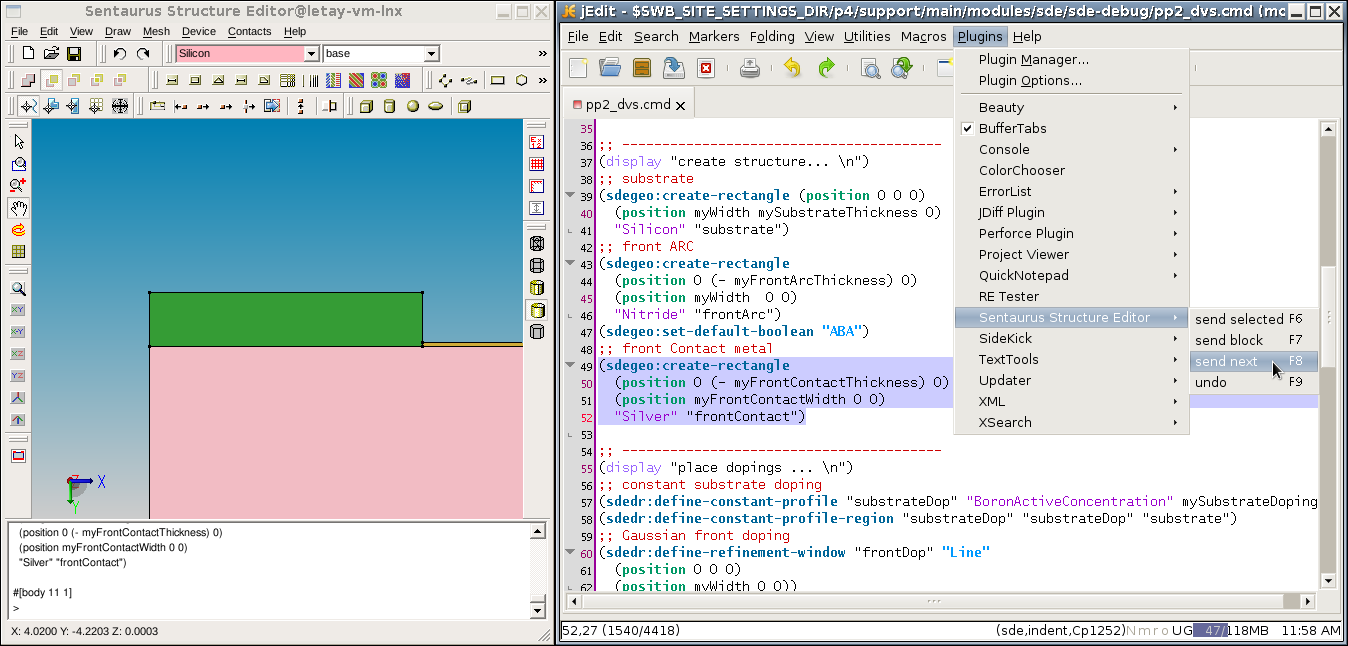 Sentaurus Structure Editor@letay-vm-lnx
File Edit View Draw Mesh Device Contacts Help
Silicon base
XY
XY
XZ
YZ
X
Y
Z
(position 0 (- myFrontContactThickness) 0)
(position myFrontContactWidth 0 0)
"Silver" "frontContact")
#[body 11 1]
>
X: 4.0200 Y: -4.2203 Z: 0.0003
jEdit - $SWB_SITE_SETTINGS_DIR/p4/support/main/modules/sde/sde-debug/pp2_dvs.cmd (mo
File Edit Search Markers Folding View Utilities Macros Plugins Help
pp2_dvs.cmd
35
36 ;; -----------------------------------------
37 (display "create structure... \n")
38 ;; substrate
39 (sdegeo:create-rectangle (position 0 0 0)
40 (position myWidth mySubstrateThickness 0)
41 "Silicon" "substrate")
42 ;; front ARC
43 (sdegeo:create-rectangle
44 (position 0 (- myFrontArcThickness) 0)
45 (position myWidth  0 0)
46 "Nitride" "frontArc")
47 (sdegeo:set-default-boolean "ABA")
48 ;; front Contact metal
49 (sdegeo:create-rectangle
50 (position 0 (- myFrontContactThickness) 0)
51 (position myFrontContactWidth 0 0)
52 "Silver" "frontContact")
53
54 ;; -----------------------------------------
55 (display "place dopings ... \n")
56 ;; constant substrate doping
57 (sdedr:define-constant-profile "substrateDop" "BoronActiveConcentration" mySubstrateDoping
58 (sdedr:define-constant-profile-region "substrateDop" "substrateDop" "substrate")
59 ;; Gaussian front doping
60 (sdedr:define-refinement-window "frontDop" "Line"
61 (position 0 0 0)
62 (position myWidth 0 0))
Plugin Manager...
Plugin Options...
Beauty
BufferTabs
Console
ColorChooser
ErrorList
JDiff Plugin
Perforce Plugin
Project Viewer
QuickNotepad
RE Tester
Sentaurus Structure Editor
SideKick
TextTools
Updater
XML
XSearch
send selected F6
send block F7
send next F8
undo F9
52,27 (1540/4418)
(sde,indent,Cp1252)NmroUG 47/118MB 11:58 AM